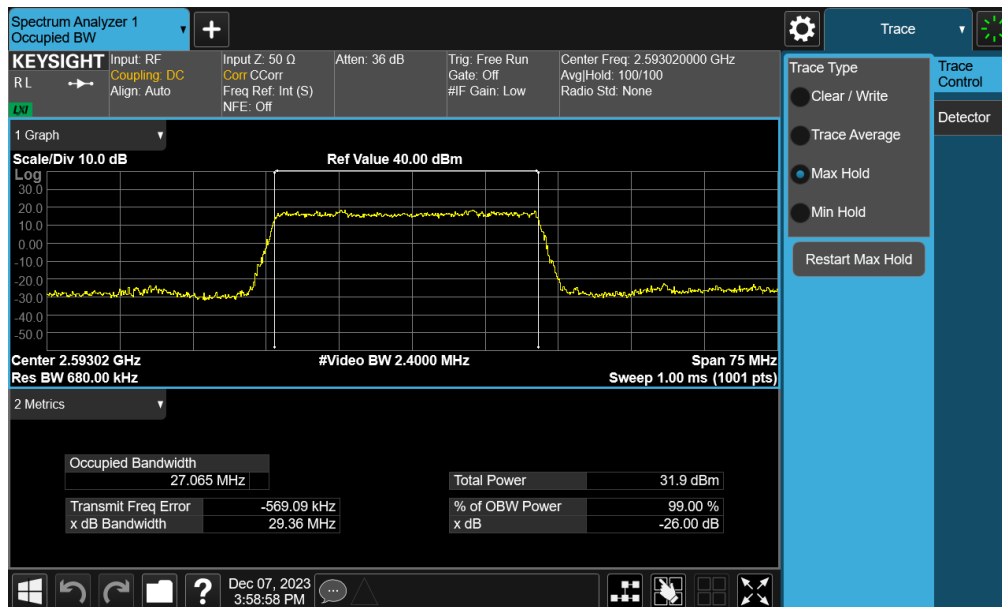 Spectrum Analyzer 1
Occupied BW
+
Trace
KEYSIGHT
R L
LXI
Input: RF
Coupling: DC
Align: Auto
Input Z: 50 Ω
Corr CCorr
Freq Ref: Int (S)
NFE: Off
Atten: 36 dB
Trig: Free Run
Gate: Off
#IF Gain: Low
Center Freq: 2.593020000 GHz
Avg|Hold: 100/100
Radio Std: None
1 Graph
Scale/Div 10.0 dB
Ref Value 40.00 dBm
Log
30.0
20.0
10.0
0.00
-10.0
-20.0
-30.0
-40.0
-50.0
Center 2.59302 GHz
#Video BW 2.4000 MHz
Span 75 MHz
Res BW 680.00 kHz
Sweep 1.00 ms (1001 pts)
2 Metrics
Occupied Bandwidth
27.065 MHz
Total Power 31.9 dBm
Transmit Freq Error -569.09 kHz
% of OBW Power 99.00 %
x dB Bandwidth 29.36 MHz
x dB -26.00 dB
?
Dec 07, 2023
3:58:58 PM
Trace Type
Clear / Write
Trace Average
Max Hold
Min Hold
Restart Max Hold
Trace
Control
Detector